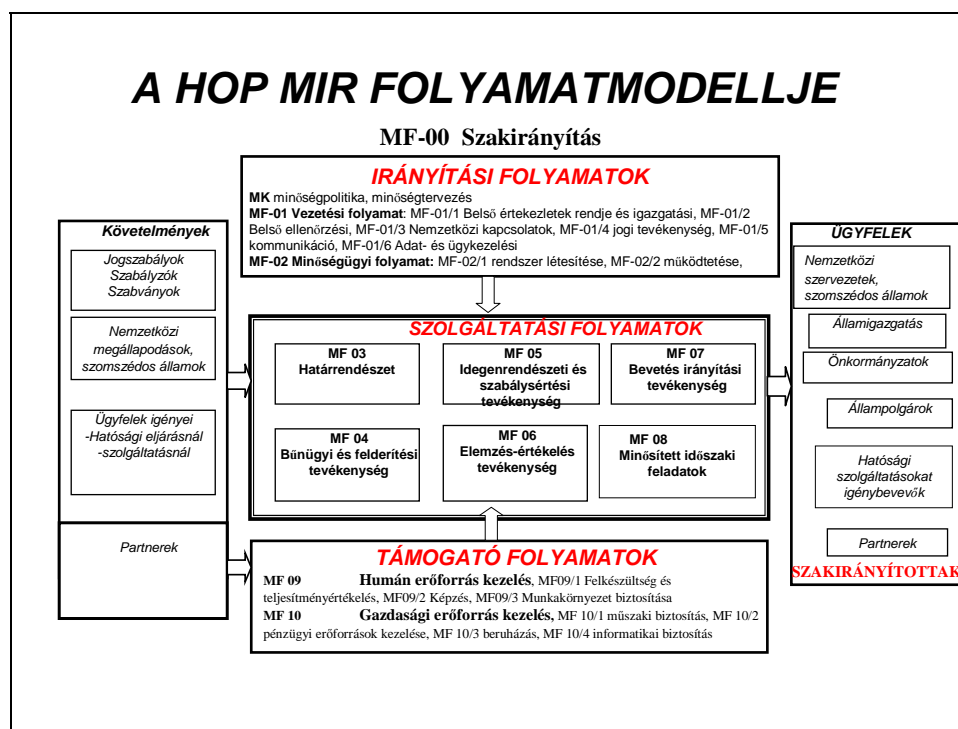 A HOP MIR FOLYAMATMODELLJE
MF-00 Szakirányítás
IRÁNYÍTÁSI FOLYAMATOK
MK minőségpolitika, minőségtervezés
MF-01 Vezetési folyamat: MF-01/1 Belső értekezletek rendje és igazgatási, MF-01/2
Belső ellenőrzési, MF-01/3 Nemzetközi kapcsolatok, MF-01/4 jogi tevékenység, MF-01/5
kommunikáció, MF-01/6 Adat- és ügykezelési
MF-02 Minőségügyi folyamat: MF-02/1 rendszer létesítése, MF-02/2 működtetése,
Követelmények
Jogszabályok
Szabályzók
Szabványok
Nemzetközi
megállapodások,
szomszédos államok
Ügyfelek igényei
-Hatósági eljárásnál
-szolgáltatásnál
Partnerek
SZOLGÁLTATÁSI FOLYAMATOK
MF 03
Határrendészet
MF 05
Idegenrendészeti és
szabálysértési
tevékenység
MF 07
Bevetés irányítási
tevékenység
MF 04
Bűnügyi és felderítési
tevékenység
MF 06
Elemzés-értékelés
tevékenység
MF 08
Minősített időszaki
feladatok
TÁMOGATÓ FOLYAMATOK
MF 09 Humán erőforrás kezelés, MF09/1 Felkészültség és
teljesítményértékelés, MF09/2 Képzés, MF09/3 Munkakörnyezet biztosítása
MF 10 Gazdasági erőforrás kezelés, MF 10/1 műszaki biztosítás, MF 10/2
pénzügyi erőforrások kezelése, MF 10/3 beruházás, MF 10/4 informatikai biztosítás
ÜGYFELEK
Nemzetközi
szervezetek,
szomszédos államok
Államigazgatás
Önkormányzatok
Állampolgárok
Hatósági
szolgáltatásokat
igénybevevők
Partnerek
SZAKIRÁNYÍTOTTAK